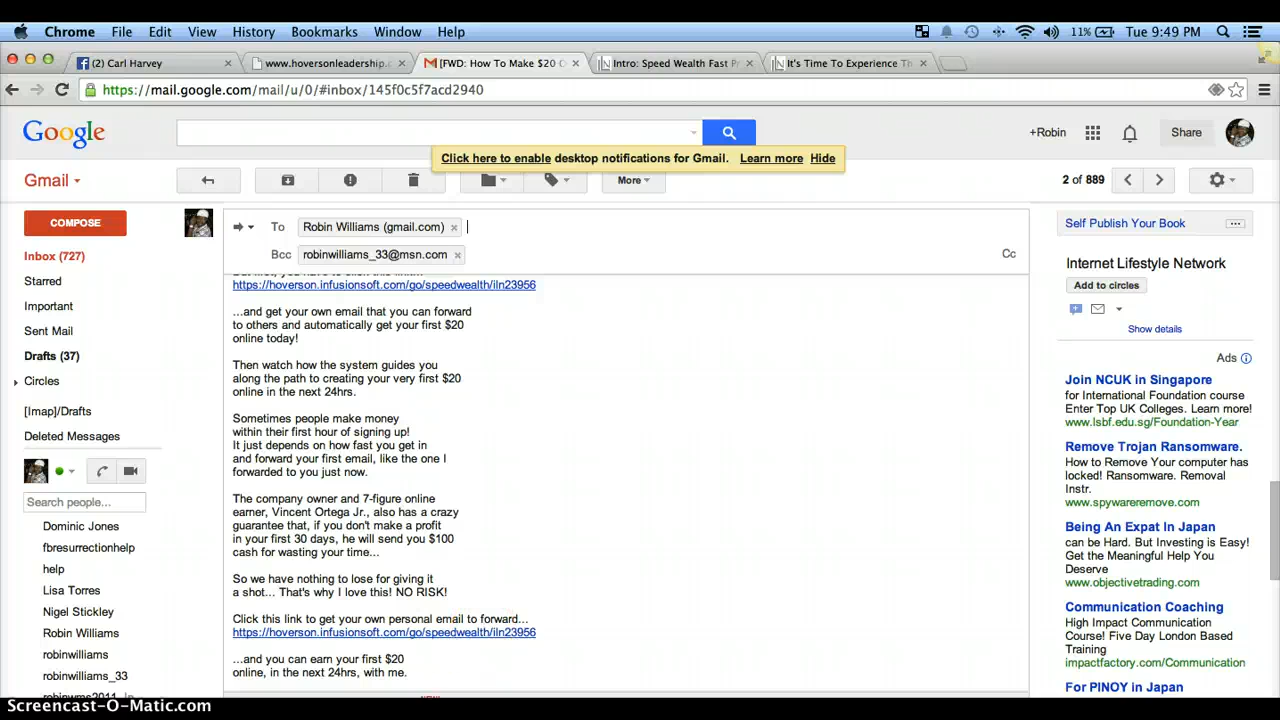 Chrome File Edit View History Bookmarks Window Help 11% Tue 9:49 PM
(2) Carl Harvey www.hoversonleadership.c [FWD: How To Make $20 O Intro: Speed Wealth Fast Pr It's Time To Experience Th
https://mail.google.com/mail/u/0/#inbox/145f0c5f7acd2940
Google +Robin Share
Click here to enable desktop notifications for Gmail. Learn more Hide
Gmail More 2 of 889
COMPOSE
Inbox (727)
Starred
Important
Sent Mail
Drafts (37)
Circles
[Imap]/Drafts
Deleted Messages
Search people...
Dominic Jones
fbresurrectionhelp
help
Lisa Torres
Nigel Stickley
Robin Williams
robinwilliams
robinwilliams_33
To Robin Williams (gmail.com)
Bcc robinwilliams_33@msn.com Cc
https://hoverson.infusionsoft.com/go/speedwealth/iln23956
...and get your own email that you can forward
to others and automatically get your first $20
online today!
Then watch how the system guides you
along the path to creating your very first $20
online in the next 24hrs.
Sometimes people make money
within their first hour of signing up!
It just depends on how fast you get in
and forward your first email, like the one I
forwarded to you just now.
The company owner and 7-figure online
earner, Vincent Ortega Jr., also has a crazy
guarantee that, if you don't make a profit
in your first 30 days, he will send you $100
cash for wasting your time...
So we have nothing to lose for giving it
a shot... That's why I love this! NO RISK!
Click this link to get your own personal email to forward...
https://hoverson.infusionsoft.com/go/speedwealth/iln23956
...and you can earn your first $20
online, in the next 24hrs, with me.
Self Publish Your Book
Internet Lifestyle Network
Add to circles
Show details
Ads
Join NCUK in Singapore
for International Foundation course
Enter Top UK Colleges. Learn more!
www.lsbf.edu.sg/Foundation-Year
Remove Trojan Ransomware.
How to Remove Your computer has
locked! Ransomware. Removal
Instr.
www.spywareremove.com
Being An Expat In Japan
can be Hard. But Investing is Easy!
Get the Meaningful Help You
Deserve
www.objectivetrading.com
Communication Coaching
High Impact Communication
Course! Five Day London Based
Training
impactfactory.com/Communication
For PINOY in Japan
Screencast-O-Matic.com